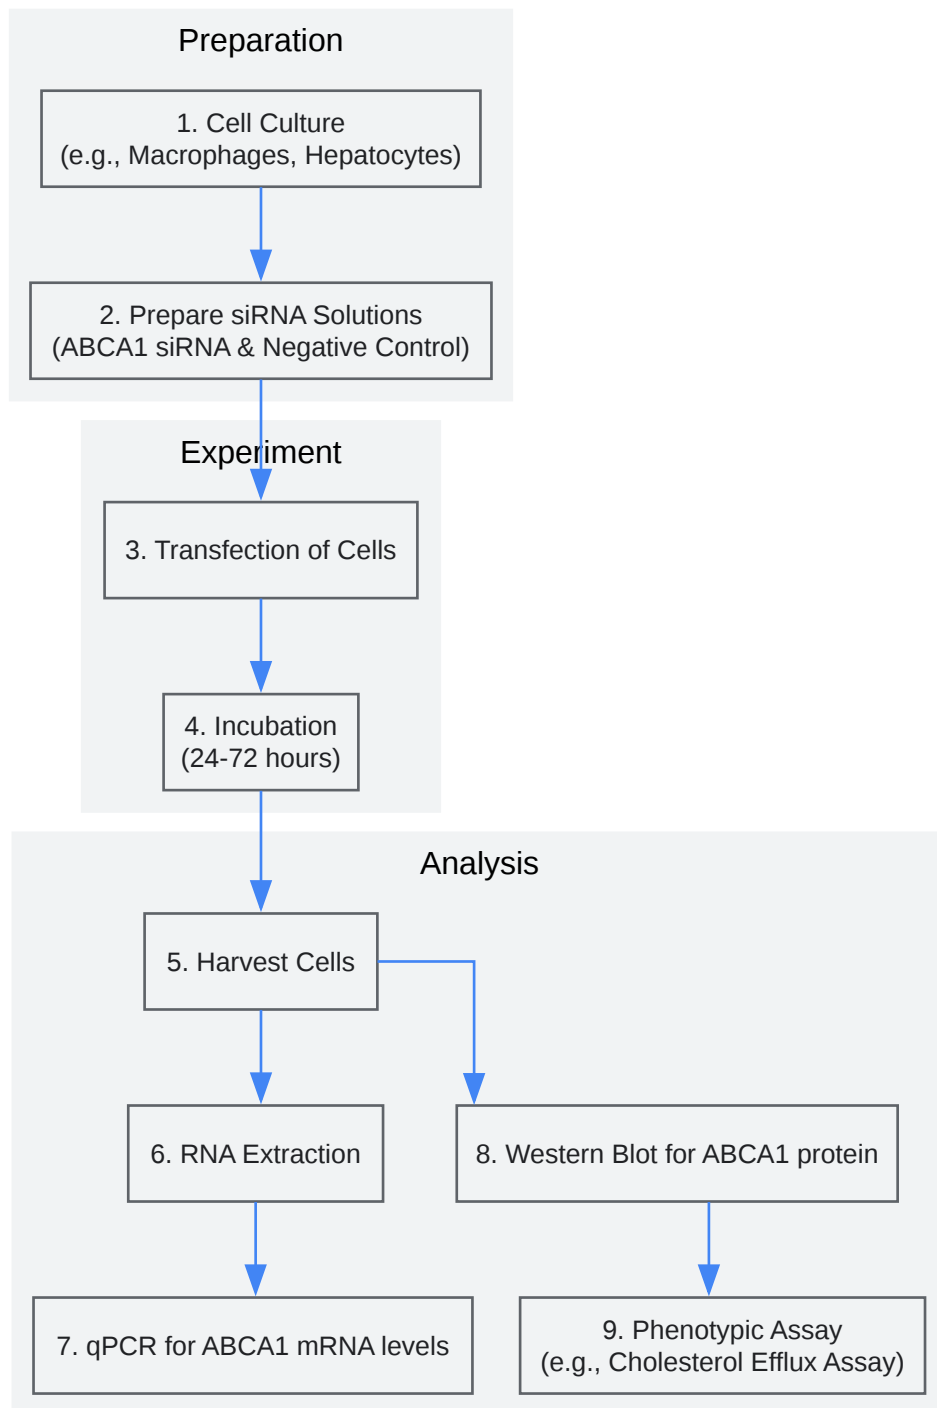 Preparation
1. Cell Culture
(e.g., Macrophages, Hepatocytes)
2. Prepare siRNA Solutions
(ABCA1 siRNA & Negative Control)
Experiment
3. Transfection of Cells
4. Incubation
(24-72 hours)
Analysis
5. Harvest Cells
6. RNA Extraction
8. Western Blot for ABCA1 protein
7. qPCR for ABCA1 mRNA levels
9. Phenotypic Assay
(e.g., Cholesterol Efflux Assay)